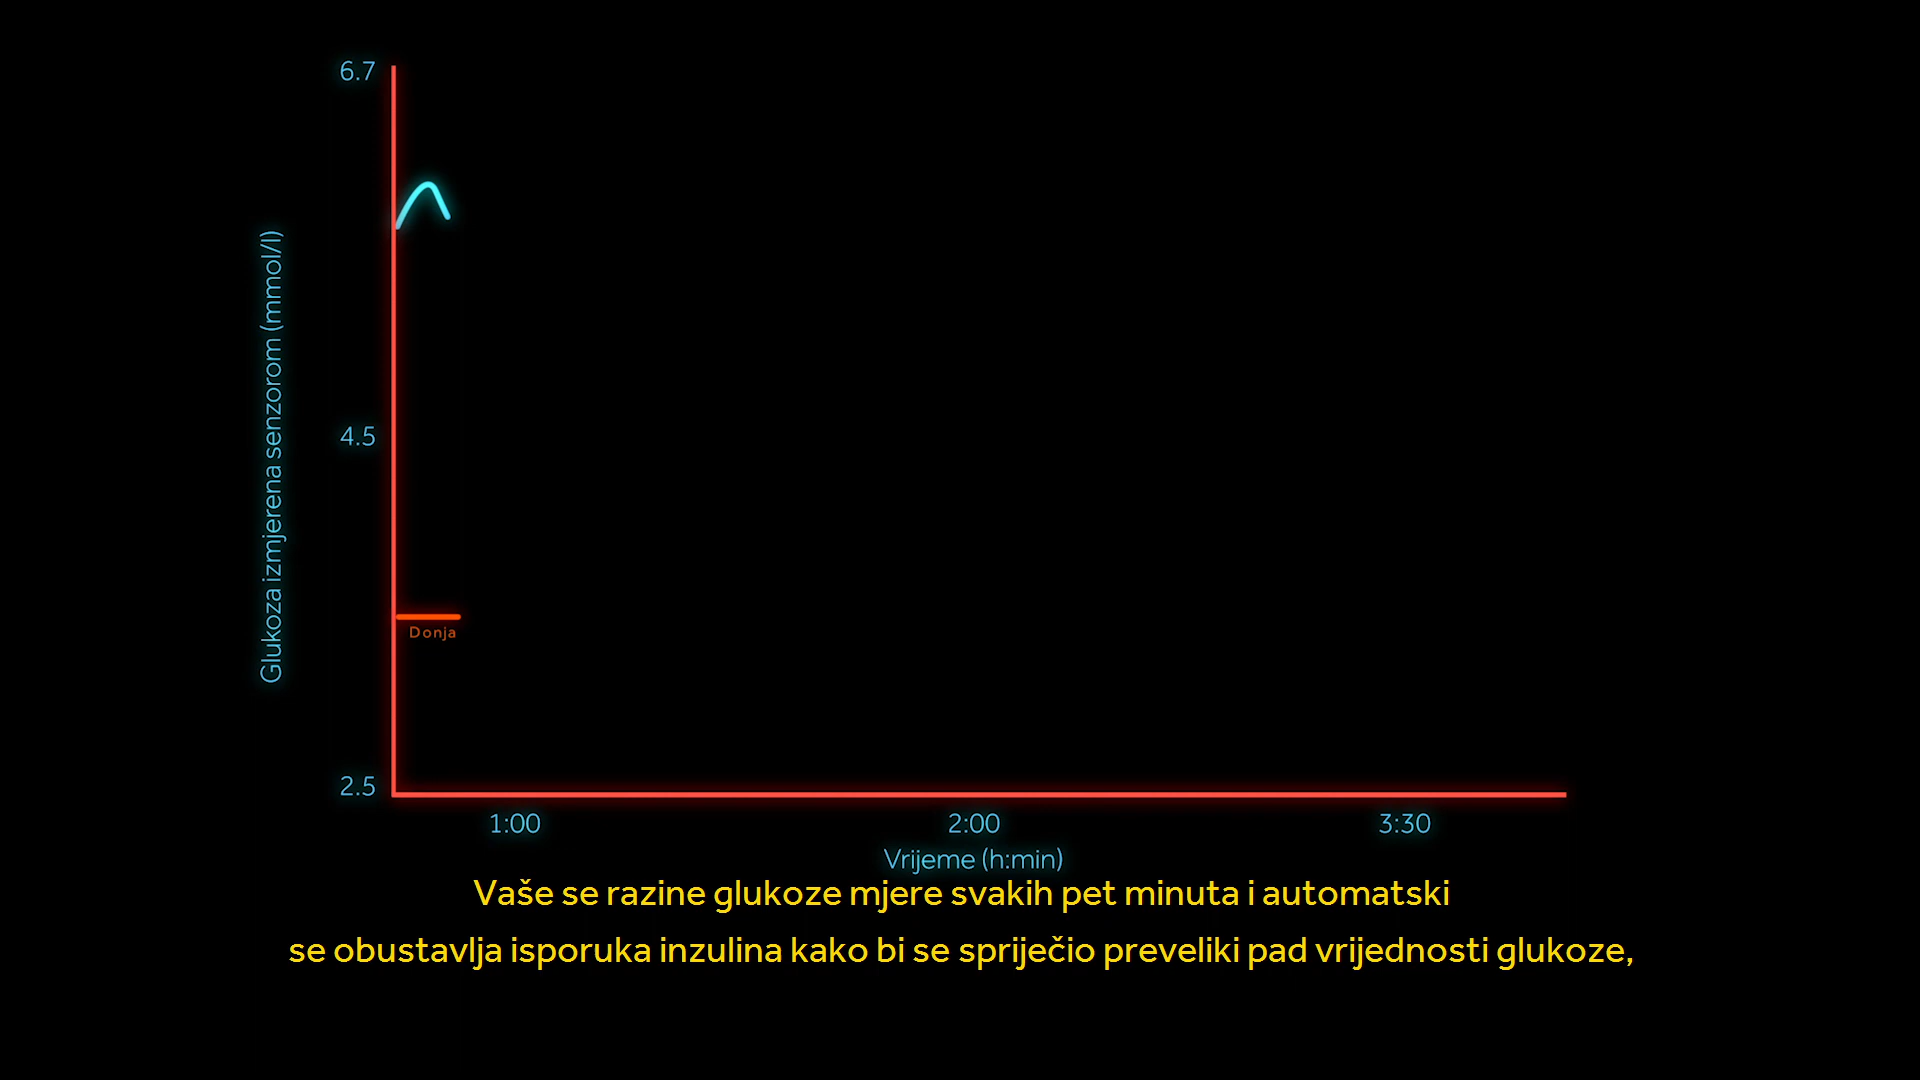 6.7
Glukoza izmjerena senzorom (mmol/l)
4.5
Donja
2.5
1:00
2:00
3:30
Vrijeme (h:min)
Vaše se razine glukoze mjere svakih pet minuta i automatski
se obustavlja isporuka inzulina kako bi se spriječio preveliki pad vrijednosti glukoze,